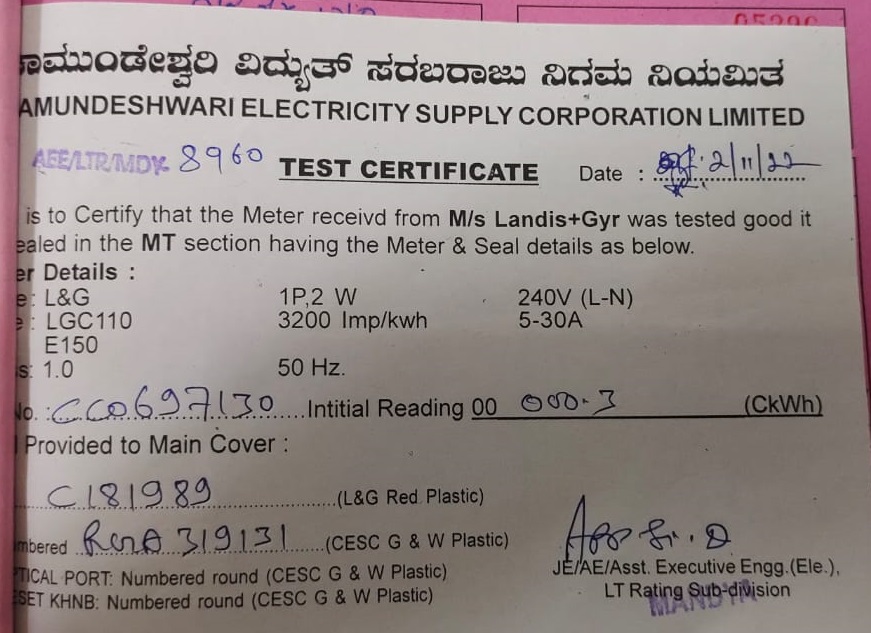 05296
ಾಮುಂಡೇಶ್ವರಿ ವಿದ್ಯುತ್ ಸರಬರಾಜು ನಿಗಮ ನಿಯಮಿತ
AMUNDESHWARI ELECTRICITY SUPPLY CORPORATION LIMITED
AEE/LTR/MDY 8960 TEST CERTIFICATE Date : 2/11/22
is to Certify that the Meter receivd from M/s Landis+Gyr was tested good it
ealed in the MT section having the Meter & Seal details as below.
er Details :
e: L&G 1P,2 W 240V (L-N)
e : LGC110 3200 Imp/kwh 5-30A
E150
s: 1.0 50 Hz.
No. : CC0697130 Intitial Reading 00 000.3 (CkWh)
Provided to Main Cover :
C181989 (L&G Red Plastic)
mbered 319131 (CESC G & W Plastic)
TICAL PORT: Numbered round (CESC G & W Plastic)
SET KHNB: Numbered round (CESC G & W Plastic)
JE/AE/Asst. Executive Engg.(Ele.),
LT Rating Sub-division
MANDYA